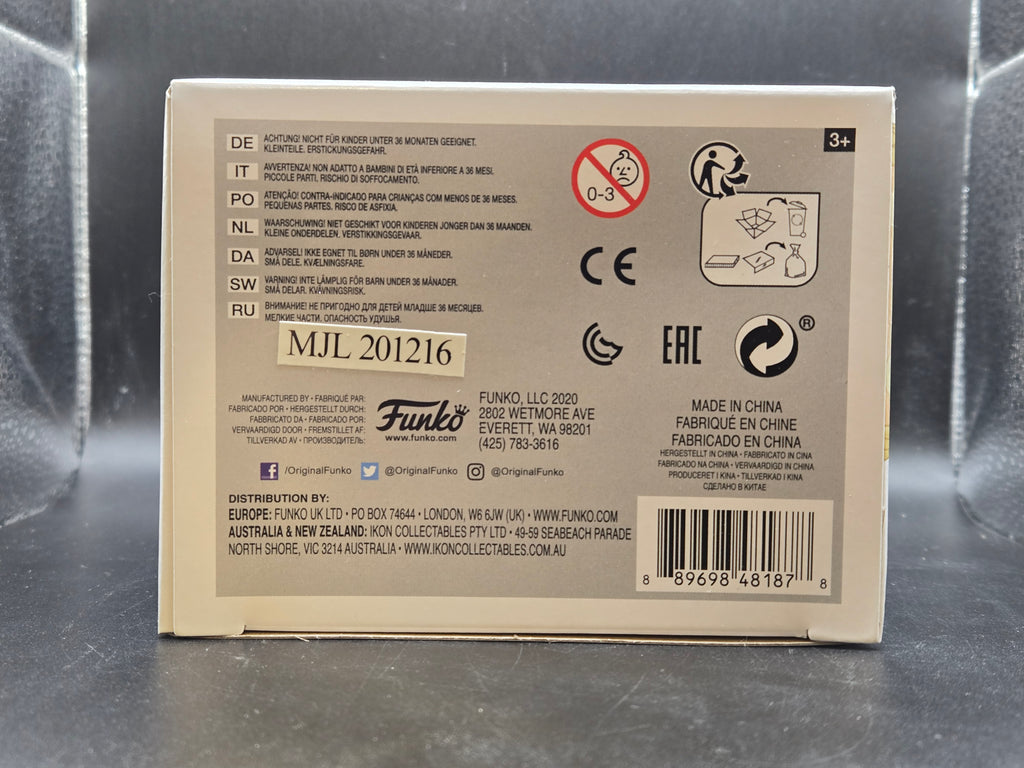 DE ACHTUNG! NICHT FÜR KINDER UNTER 36 MONATEN GEEIGNET.
KLEINTEILE. ERSTICKUNGSGEFAHR.
IT AVVERTENZA! NON ADATTO A BAMBINI DI ETÀ INFERIORE A 36 MESI.
PICCOLE PARTI. RISCHIO DI SOFFOCAMENTO.
PO ATENÇÃO! CONTRA-INDICADO PARA CRIANÇAS COM MENOS DE 36 MESES.
PEQUENAS PARTES. RISCO DE ASFIXIA.
NL WAARSCHUWING! NIET GESCHIKT VOOR KINDEREN JONGER DAN 36 MAANDEN.
KLEINE ONDERDELEN. VERSTIKKINGSGEVAAR.
DA ADVARSEL! IKKE EGNET TIL BØRN UNDER 36 MÅNEDER.
SMÅ DELE. KVÆLNINGSFARE.
SW VARNING! INTE LÄMPLIG FÖR BARN UNDER 36 MÅNADER.
SMÅ DELAR. KVÄVNINGSRISK.
RU ВНИМАНИЕ! НЕ ПРИГОДНО ДЛЯ ДЕТЕЙ МЛАДШЕ 36 МЕСЯЦЕВ.
МЕЛКИЕ ЧАСТИ. ОПАСНОСТЬ УДУШЬЯ.
MJL 201216
0-3
3+
CE
EAC
®
MANUFACTURED BY • FABRIQUÉ PAR:
FABRICADO POR • HERGESTELLT DURCH:
FABBRICATO DA • FABRICADO POR:
VERVAARDIGD DOOR • FREMSTILLET AF:
TILLVERKAD AV • ПРОИЗВОДИТЕЛЬ:
Funko
www.funko.com
FUNKO, LLC 2020
2802 WETMORE AVE
EVERETT, WA 98201
(425) 783-3616
MADE IN CHINA
FABRIQUÉ EN CHINE
FABRICADO EN CHINA
HERGESTELLT IN CHINA • FABBRICATO IN CINA
FABRICADO NA CHINA • VERVAARDIGD IN CHINA
PRODUCERET I KINA • TILLVERKAD I KINA
СДЕЛАНО В КИТАЕ
f /OriginalFunko @OriginalFunko @OriginalFunko
DISTRIBUTION BY:
EUROPE: FUNKO UK LTD • PO BOX 74644 • LONDON, W6 6JW (UK) • WWW.FUNKO.COM
AUSTRALIA & NEW ZEALAND: IKON COLLECTABLES PTY LTD • 49-59 SEABEACH PARADE
NORTH SHORE, VIC 3214 AUSTRALIA • WWW.IKONCOLLECTABLES.COM.AU
8 89698 48187 8